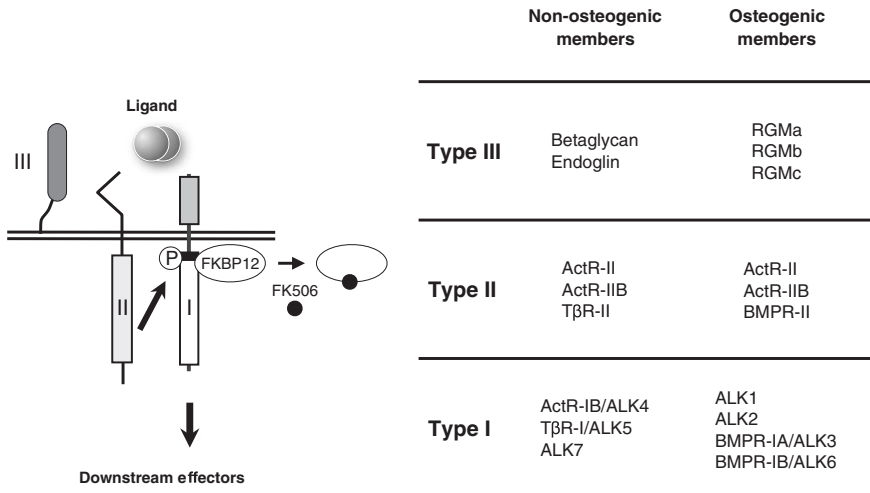 Ligand
III
P
FKBP12
FK506
II
I
Downstream effectors
Non-osteogenic
members
Osteogenic
members
Type III
Betaglycan
Endoglin
RGMa
RGMb
RGMc
Type II
ActR-II
ActR-IIB
TβR-II
ActR-II
ActR-IIB
BMPR-II
Type I
ActR-IB/ALK4
TβR-I/ALK5
ALK7
ALK1
ALK2
BMPR-IA/ALK3
BMPR-IB/ALK6